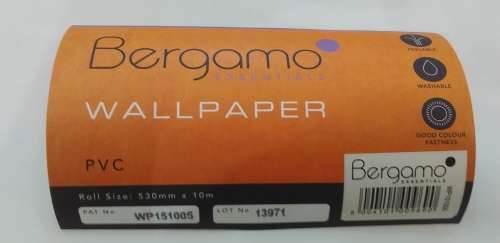 Bergamo
ESSENTIALS
WALLPAPER
PVC
Roll Size: 530mm x 10m
PAT No. WP151005 LOT No. 13971
PEELABLE
WASHABLE
GOOD COLOUR
FASTNESS
Bergamo
ESSENTIALS